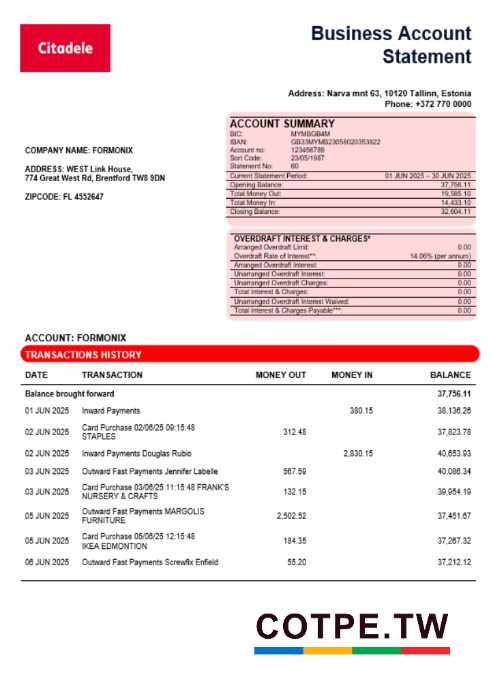 Citadele
Business Account
Statement
Address: Narva mnt 63, 10120 Tallinn, Estonia
Phone: +372 770 0000
ACCOUNT SUMMARY
BIC: MYMBGB4M
IBAN: GB33MYMB23058020353822
Account no: 123456789
Sort Code: 23/05/1987
Statement No: 60
Current Statement Period: 01 JUN 2025 – 30 JUN 2025
Opening Balance: 37,756.11
Total Money Out: 19,585.10
Total Money In: 14,433.10
Closing Balance: 32,604.11
COMPANY NAME: FORMONIX
ADDRESS: WEST Link House,
774 Great West Rd, Brentford TW8 9DN
ZIPCODE: FL 4552647
OVERDRAFT INTEREST & CHARGES*
Arranged Overdraft Limit: 0.00
Overdraft Rate of Interest**: 14.06% (per annum)
Arranged Overdraft Interest: 0.00
Unarranged Overdraft Interest: 0.00
Unarranged Overdraft Charges: 0.00
Total Interest & Charges: 0.00
Unarranged Overdraft Interest Waived: 0.00
Total Interest & Charges Payable***: 0.00
ACCOUNT: FORMONIX
TRANSACTIONS HISTORY
DATE TRANSACTION MONEY OUT MONEY IN BALANCE
Balance brought forward 37,756.11
01 JUN 2025 Inward Payments 380.15 38,136.26
02 JUN 2025 Card Purchase 02/06/25 09:15:48 312.48 37,823.78
STAPLES
02 JUN 2025 Inward Payments Douglas Rubio 2,830.15 40,653.93
03 JUN 2025 Outward Fast Payments Jennifer Labelle 567.59 40,086.34
03 JUN 2025 Card Purchase 03/06/25 11:15:48 FRANK'S 132.15 39,954.19
NURSERY & CRAFTS
05 JUN 2025 Outward Fast Payments MARGOLIS 2,502.52 37,451.67
FURNITURE
05 JUN 2025 Card Purchase 05/06/25 12:15:48 184.35 37,267.32
IKEA EDMONTION
06 JUN 2025 Outward Fast Payments Screwfix Enfield 55.20 37,212.12
COTPE.TW